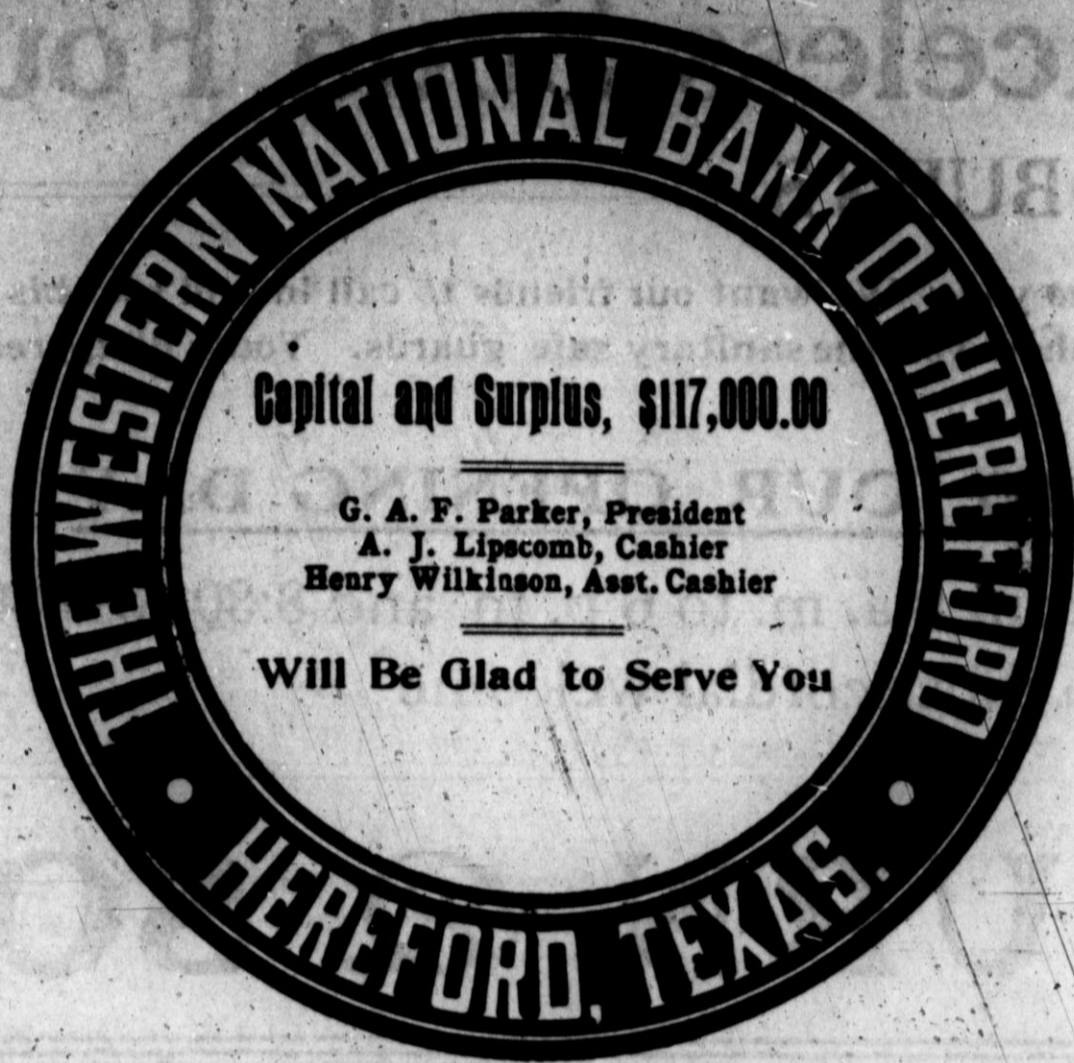 THE WESTERN NATIONAL BANK OF HEREFORD
Capital and Surplus, $117,000.00
G. A. F. Parker, President
A. J. Lipscomb, Cashier
Henry Wilkinson, Asst. Cashier
Will Be Glad to Serve You
HEREFORD, TEXAS.